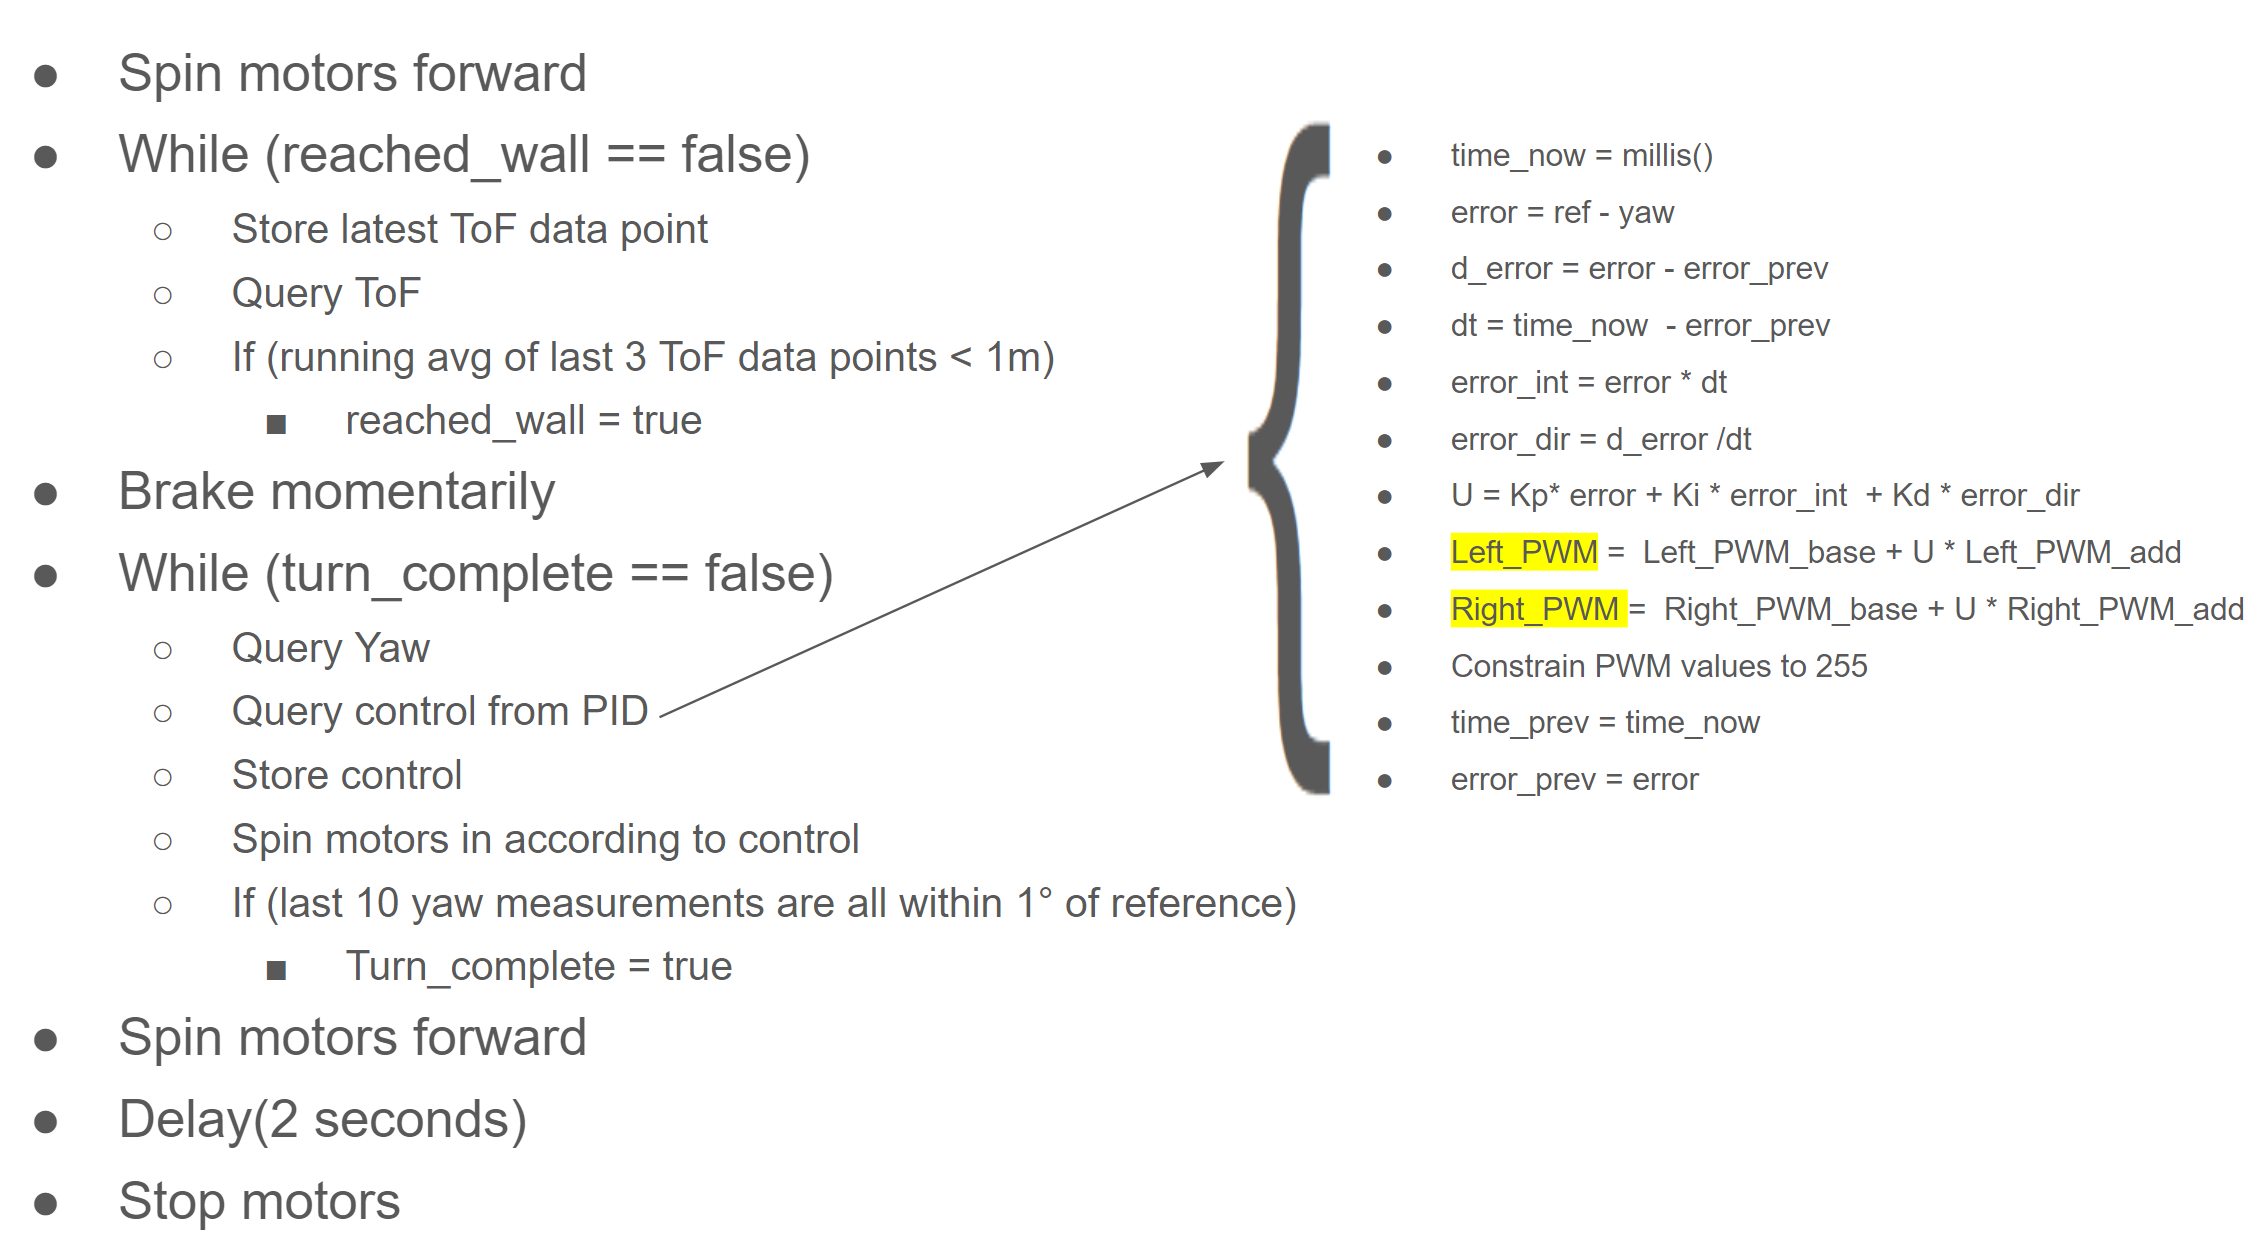 ● Spin motors forward
● While (reached_wall == false)
○ Store latest ToF data point
○ Query ToF
○ If (running avg of last 3 ToF data points < 1m)
■ reached_wall = true
● Brake momentarily
● While (turn_complete == false)
○ Query Yaw
○ Query control from PID
○ Store control
○ Spin motors in according to control
○ If (last 10 yaw measurements are all within 1° of reference)
■ Turn_complete = true
● Spin motors forward
● Delay(2 seconds)
● Stop motors
● time_now = millis()
● error = ref - yaw
● d_error = error - error_prev
● dt = time_now - error_prev
● error_int = error * dt
● error_dir = d_error /dt
● U = Kp* error + Ki * error_int + Kd * error_dir
● Left_PWM = Left_PWM_base + U * Left_PWM_add
● Right_PWM = Right_PWM_base + U * Right_PWM_add
● Constrain PWM values to 255
● time_prev = time_now
● error_prev = error